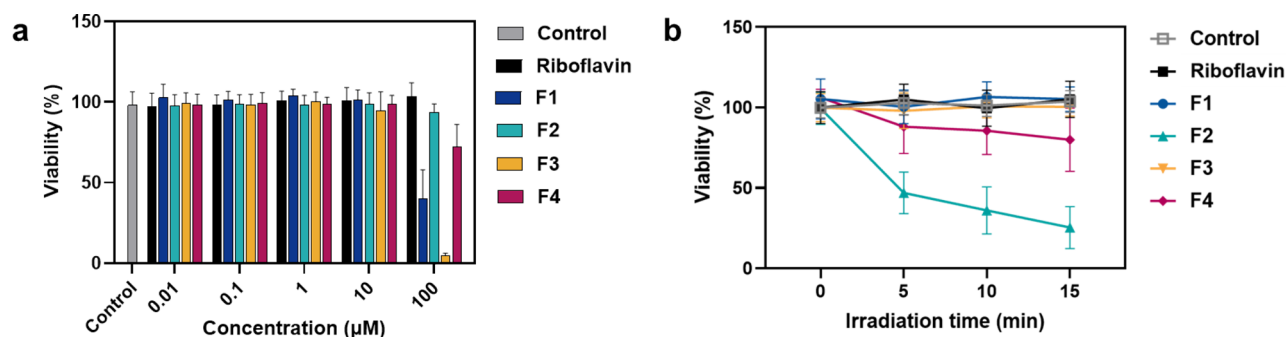 a
150
100
50
0
Viability (%)
Control
0.01
0.1
1
10
100
Concentration (μM)
Control
Riboflavin
F1
F2
F3
F4
b
150
100
50
0
Viability (%)
0
5
10
15
Irradiation time (min)
Control
Riboflavin
F1
F2
F3
F4